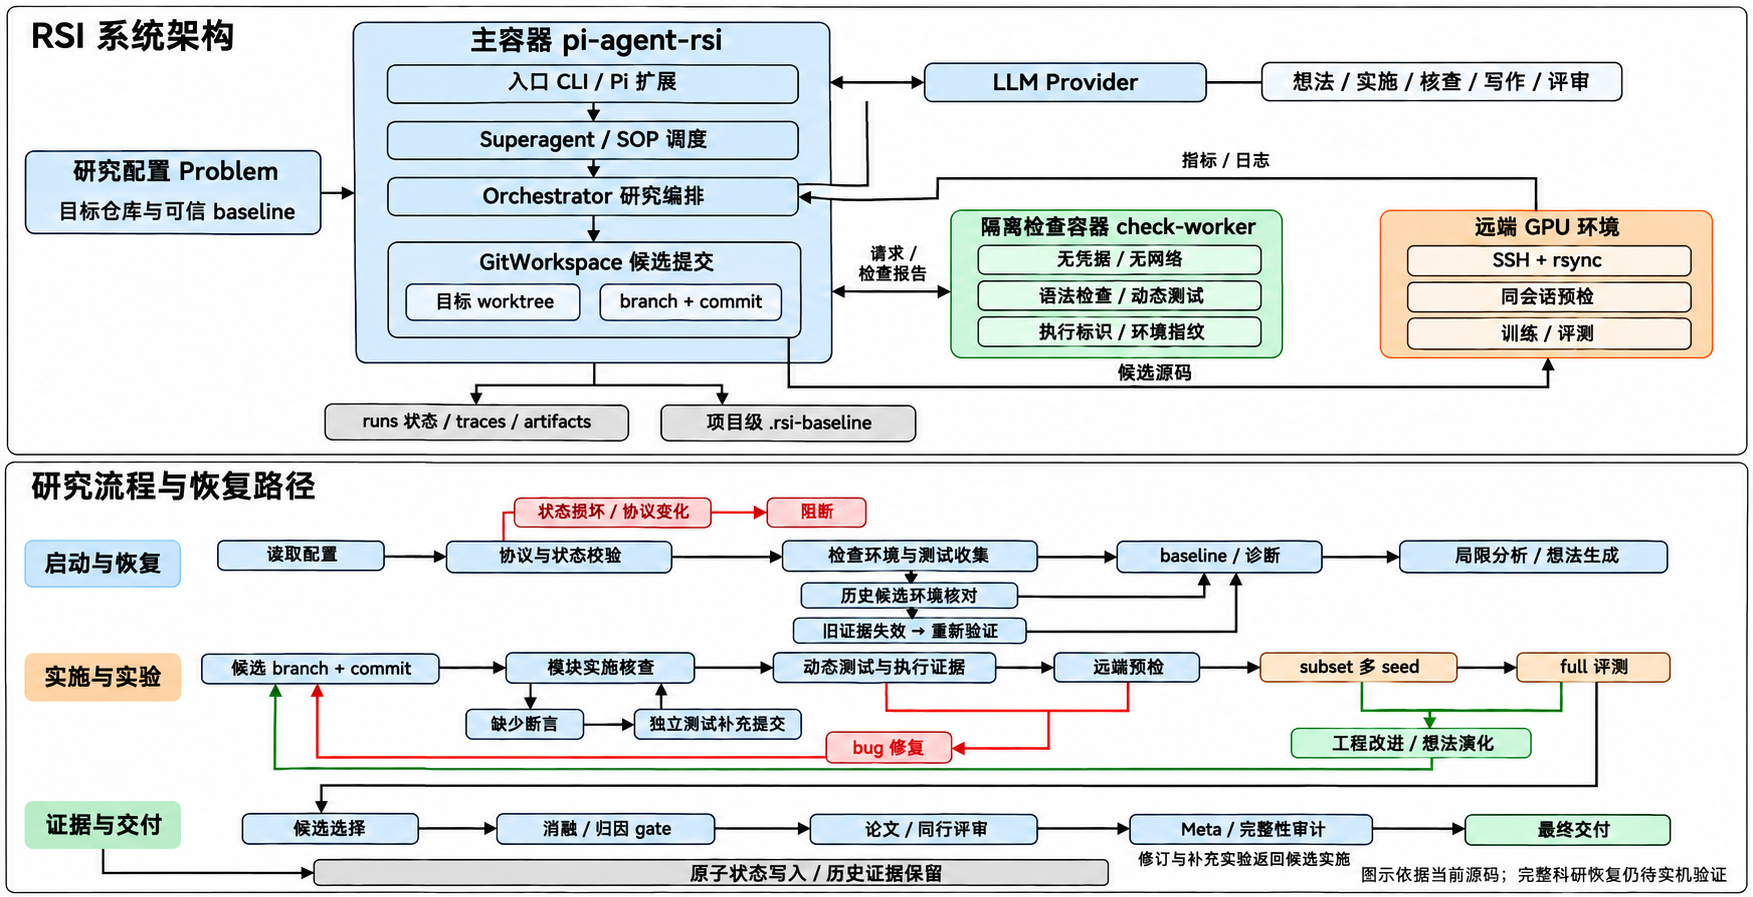 RSI 系统架构
主容器 pi-agent-rsi
入口 CLI / Pi 扩展
Superagent / SOP 调度
Orchestrator 研究编排
GitWorkspace 候选提交
目标 worktree
branch + commit
研究配置 Problem
目标仓库与可信 baseline
LLM Provider
想法 / 实施 / 核查 / 写作 / 评审
指标 / 日志
请求 /
检查报告
隔离检查容器 check-worker
无凭据 / 无网络
语法检查 / 动态测试
执行标识 / 环境指纹
远端 GPU 环境
SSH + rsync
同会话预检
训练 / 评测
候选源码
runs 状态 / traces / artifacts
项目级 .rsi-baseline
研究流程与恢复路径
状态损坏 / 协议变化
阻断
启动与恢复
读取配置
协议与状态校验
检查环境与测试收集
baseline / 诊断
局限分析 / 想法生成
历史候选环境核对
旧证据失效 → 重新验证
实施与实验
候选 branch + commit
模块实施核查
动态测试与执行证据
远端预检
subset 多 seed
full 评测
缺少断言
独立测试补充提交
bug 修复
工程改进 / 想法演化
证据与交付
候选选择
消融 / 归因 gate
论文 / 同行评审
Meta / 完整性审计
最终交付
修订与补充实验返回候选实施
原子状态写入 / 历史证据保留
图示依据当前源码；完整科研恢复仍待实机验证